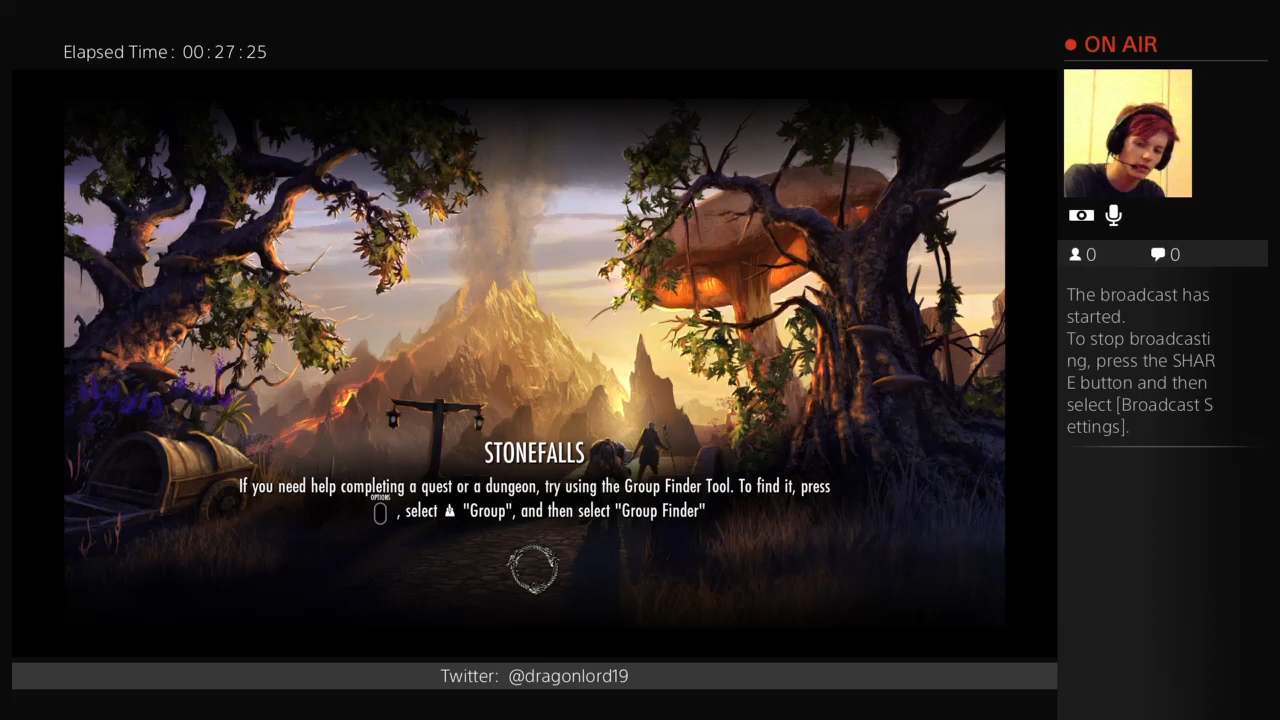 Elapsed Time: 00:27:25
ON AIR
0 0
The broadcast has
started.
To stop broadcasti
ng, press the SHAR
E button and then
select [Broadcast S
ettings].
STONEFALLS
If you need help completing a quest or a dungeon, try using the Group Finder Tool. To find it, press
OPTIONS
, select "Group", and then select "Group Finder"
Twitter: @dragonlord19